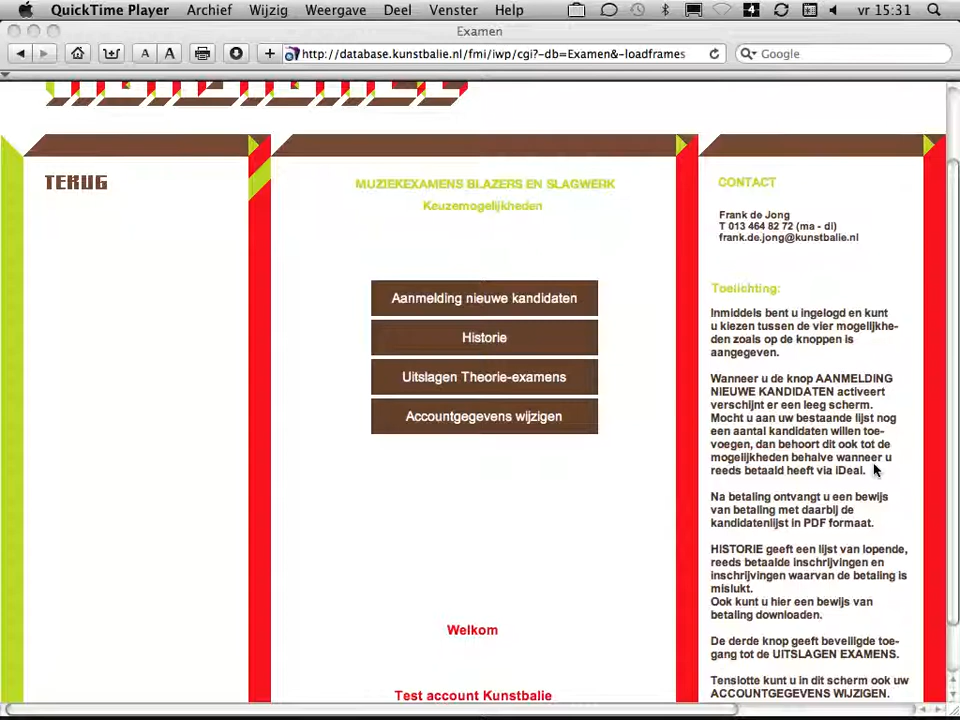 QuickTime Player Archief Wijzig Weergave Deel Venster Help 4 vr 15:31
Examen
A A http://database.kunstbalie.nl/fmi/iwp/cgi?-db=Examen&-loadframes Google
TERUG
MUZIEKEXAMENS BLAZERS EN SLAGWERK
Keuzemogelijkheden
Aanmelding nieuwe kandidaten
Historie
Uitslagen Theorie-examens
Accountgegevens wijzigen
Welkom
Test account Kunstbalie
CONTACT
Frank de Jong
T 013 464 82 72 (ma - di)
frank.de.jong@kunstbalie.nl
Toelichting:
Inmiddels bent u ingelogd en kunt
u kiezen tussen de vier mogelijkhe-
den zoals op de knoppen is
aangegeven.
Wanneer u de knop AANMELDING
NIEUWE KANDIDATEN activeert
verschijnt er een leeg scherm.
Mocht u aan uw bestaande lijst nog
een aantal kandidaten willen toe-
voegen, dan behoort dit ook tot de
mogelijkheden behalve wanneer u
reeds betaald heeft via iDeal.
Na betaling ontvangt u een bewijs
van betaling met daarbij de
kandidatenlijst in PDF formaat.
HISTORIE geeft een lijst van lopende,
reeds betaalde inschrijvingen en
inschrijvingen waarvan de betaling is
mislukt.
Ook kunt u hier een bewijs van
betaling downloaden.
De derde knop geeft beveiligde toe-
gang tot de UITSLAGEN EXAMENS.
Tenslotte kunt u in dit scherm ook uw
ACCOUNTGEGEVENS WIJZIGEN.